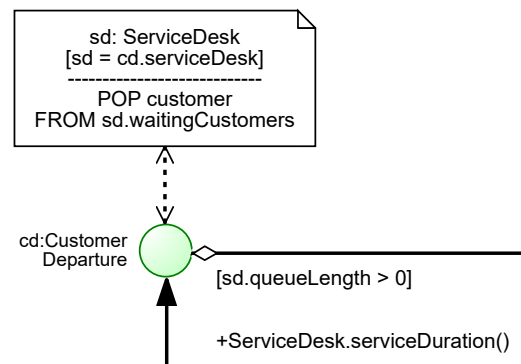 sd: ServiceDesk
[sd = cd.serviceDesk]
----------------------------
POP customer
FROM sd.waitingCustomers
cd:Customer
Departure
[sd.queueLength > 0]
+ServiceDesk.serviceDuration()